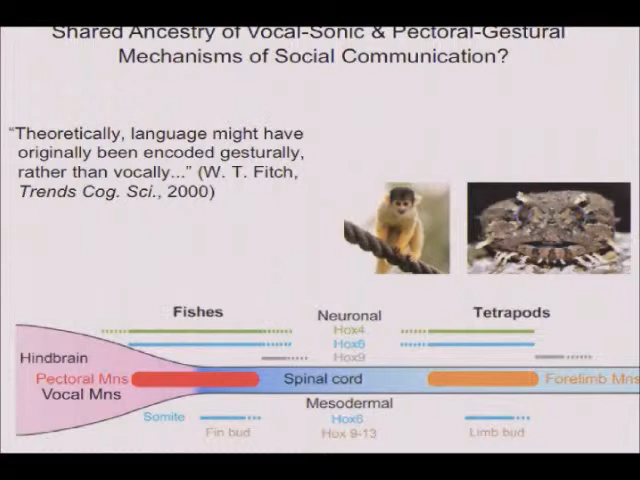 Shared Ancestry of Vocal-Sonic & Pectoral-Gestural
Mechanisms of Social Communication?
“Theoretically, language might have
originally been encoded gesturally,
rather than vocally...” (W. T. Fitch,
Trends Cog. Sci., 2000)
Fishes
Neuronal
Tetrapods
Hox4
Hox6
Hox9
Hindbrain
Pectoral Mns
Spinal cord
Forelimb Mns
Vocal Mns
Mesodermal
Somite
Hox6
Fin bud
Hox 9-13
Limb bud